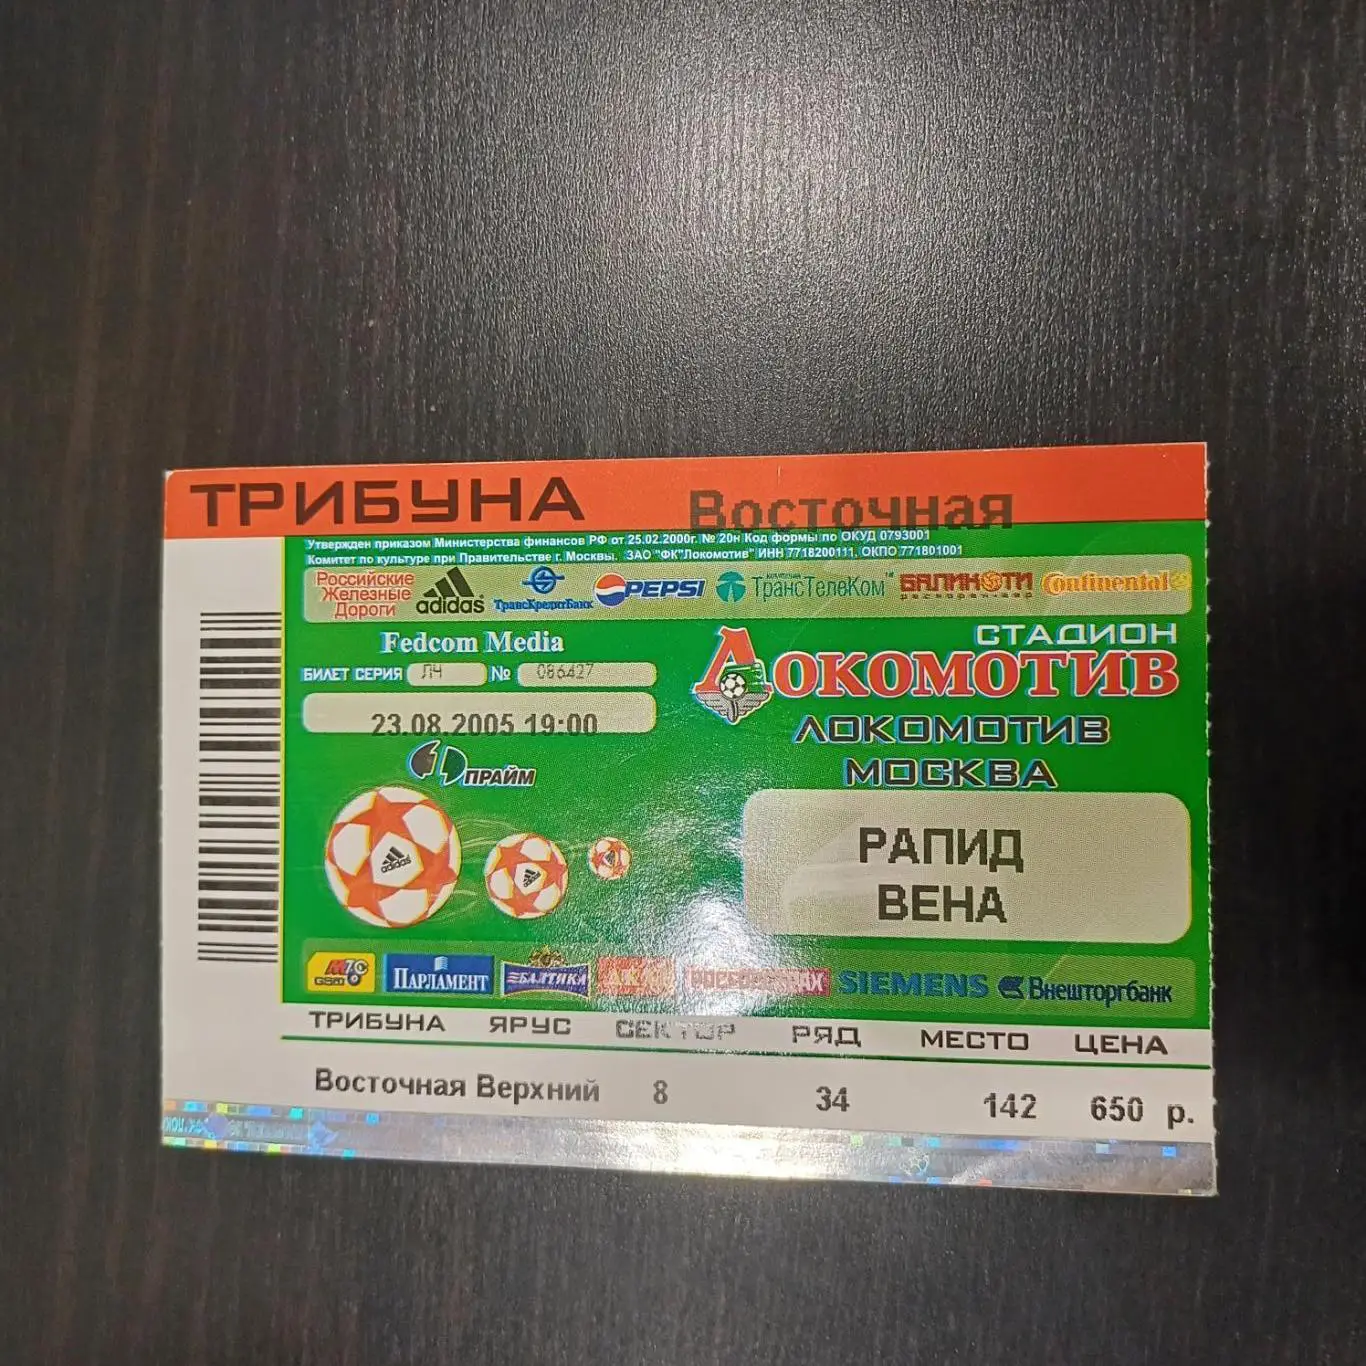 ТРИБУНА Восточная
Утвержден приказом Министерства финансов РФ от 25.02.2000г. № 20н Код формы по ОКУД 0793001
Комитет по культуре при Правительстве г. Москвы. ЗАО "ФК"Локомотив" ИНН 7718200111, ОКПО 771801001
Российские Железные Дороги adidas ТрансКредитБанк PEPSI ТрансТелеКом Continental
Fedcom Media
СТАДИОН
ЛОКОМОТИВ
БИЛЕТ СЕРИЯ ЛЧ № 086427
23.08.2005 19:00
ЛОКОМОТИВ
МОСКВА
ПРАЙМ
adidas
РАПИД
ВЕНА
МТС GSM ПАРЛАМЕНТ БАЛТИКА SIEMENS Внешторгбанк
ТРИБУНА ЯРУС СЕКТОР РЯД МЕСТО ЦЕНА
Восточная Верхний 8 34 142 650 р.